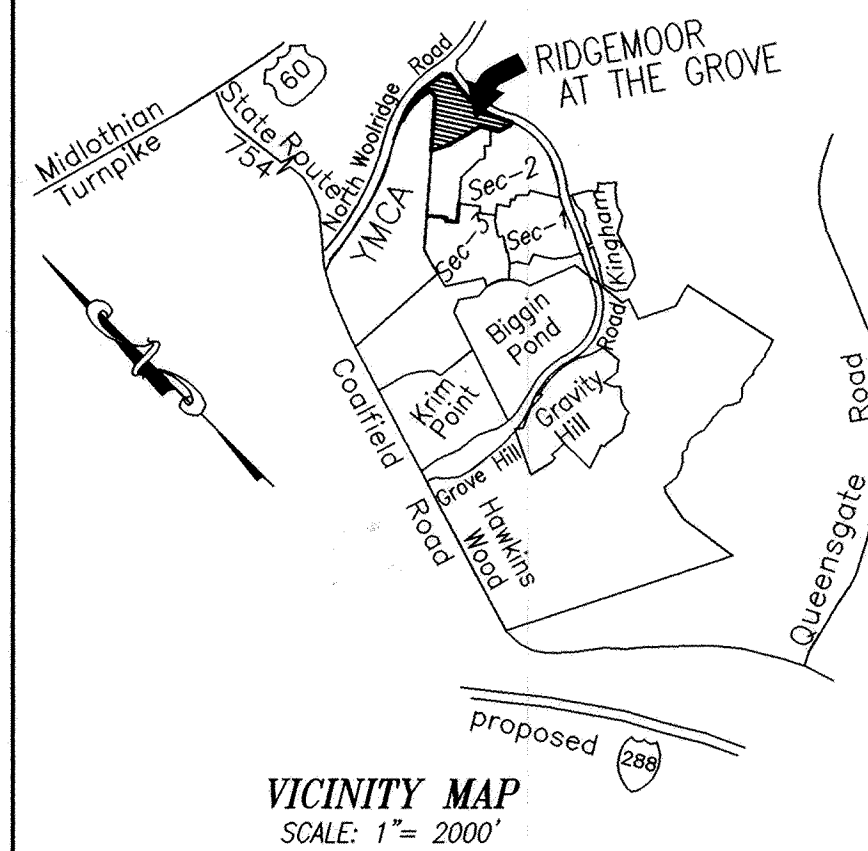 RIDGEMOOR
AT THE GROVE
60
Midlothian
Turnpike
State Route
754
North Woolridge Road
YMCA
Sec-2
Sec-3
Sec-1
Kingham
Biggin
Pond
Krim
Point
Gravity
Hill
Grove Hill Road
Hawkins
Wood
Coalfield
Road
Queensgate Road
proposed
288
VICINITY MAP
SCALE: 1"= 2000'